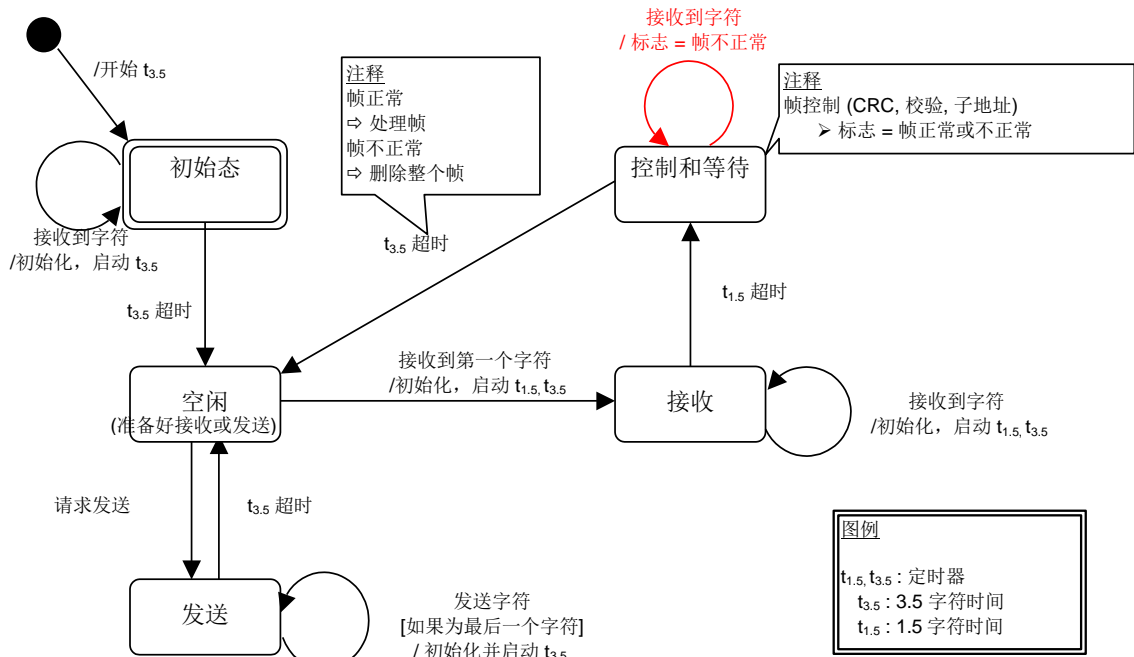 接收到字符
/ 标志 = 帧不正常
/开始 t3.5
注释
帧正常
⇨ 处理帧
帧不正常
⇨ 删除整个帧
注释
帧控制 (CRC, 校验, 子地址)
➢ 标志 = 帧正常或不正常
初始态
控制和等待
接收到字符
/初始化，启动 t3.5
t3.5 超时
t3.5 超时
t1.5 超时
接收到第一个字符
/初始化，启动 t1.5, t3.5
空闲
(准备好接收或发送)
接收
接收到字符
/初始化，启动 t1.5, t3.5
请求发送
t3.5 超时
图例
t1.5, t3.5 : 定时器
t3.5 : 3.5 字符时间
t1.5 : 1.5 字符时间
发送
发送字符
[如果为最后一个字符]
/ 初始化并启动 t3.5